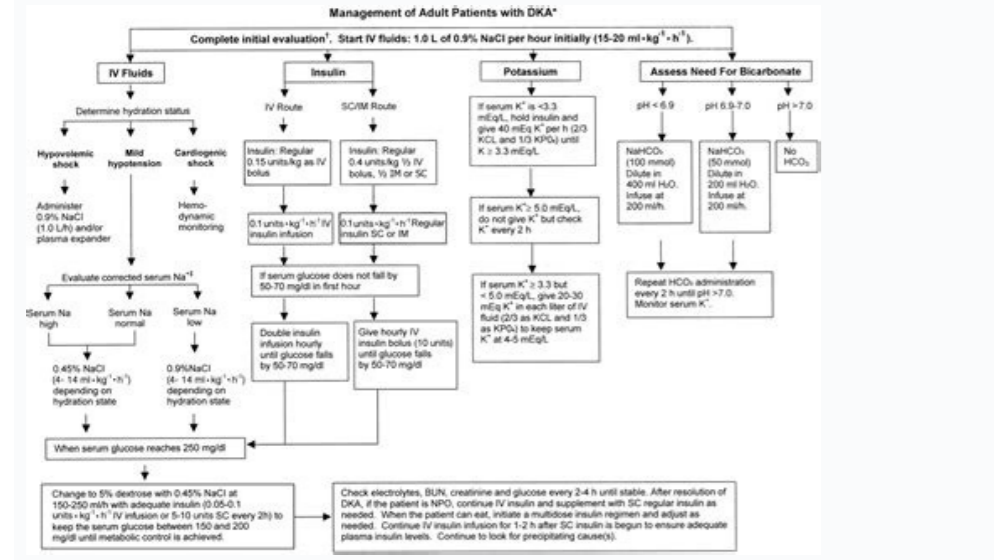 Management of Adult Patients with DKA*
Complete initial evaluation†. Start IV fluids: 1.0 L of 0.9% NaCl per hour initially (15-20 ml•kg⁻¹•h⁻¹).
IV Fluids
Determine hydration status
Hypovolemic
shock
Mild
hypotension
Cardiogenic
shock
Administer
0.9% NaCl
(1.0 L/h) and/or
plasma expander
Hemo-
dynamic
monitoring
Evaluate corrected serum Na⁺‡
Serum Na
high
Serum Na
normal
Serum Na
low
0.45% NaCl
(4- 14 ml•kg⁻¹•h⁻¹)
depending on
hydration state
0.9%NaCl
(4- 14 ml•kg⁻¹•h⁻¹)
depending on
hydration state
When serum glucose reaches 250 mg/dl
Change to 5% dextrose with 0.45% NaCl at
150-250 ml/h with adequate insulin (0.05-0.1
units•kg⁻¹•h⁻¹ IV infusion or 5-10 units SC every 2h) to
keep the serum glucose between 150 and 200
mg/dl until metabolic control is achieved.
Insulin
IV Route
SC/IM Route
Insulin: Regular
0.15 units/kg as IV
bolus
Insulin: Regular
0.4 units/kg ½ IV
bolus, ½ IM or SC
0.1 units•kg⁻¹•h⁻¹ IV
insulin infusion
0.1 units•kg⁻¹•h⁻¹ Regular
insulin SC or IM
If serum glucose does not fall by
50-70 mg/dl in first hour
Double insulin
infusion hourly
until glucose falls
by 50-70 mg/dl
Give hourly IV
insulin bolus (10 units)
until glucose falls
by 50-70 mg/dl
Potassium
If serum K⁺ is <3.3
mEq/L, hold insulin and
give 40 mEq K⁺ per h (2/3
KCL and 1/3 KPO₄) until
K ≥ 3.3 mEq/L
If serum K⁺≥ 5.0 mEq/L,
do not give K⁺ but check
K⁺ every 2 h
If serum K⁺ ≥ 3.3 but
< 5.0 mEq/L, give 20-30
mEq K⁺ in each liter of IV
fluid (2/3 as KCL and 1/3
as KPO₄) to keep serum
K⁺ at 4-5 mEq/L
Assess Need For Bicarbonate
pH < 6.9
pH 6.9-7.0
pH >7.0
NaHCO₃
(100 mmol)
Dilute in
400 ml H₂O.
Infuse at
200 ml/h.
NaHCO₃
(50 mmol)
Dilute in
200 ml H₂O.
Infuse at
200 ml/h.
No
HCO₃
Repeat HCO₃ administration
every 2 h until pH >7.0.
Monitor serum K⁺.
Check electrolytes, BUN, creatinine and glucose every 2-4 h until stable. After resolution of
DKA, if the patient is NPO, continue IV insulin and supplement with SC regular insulin as
needed. When the patient can eat, initiate a multidose insulin regimen and adjust as
needed. Continue IV insulin infusion for 1-2 h after SC insulin is begun to ensure adequate
plasma insulin levels. Continue to look for precipitating cause(s).